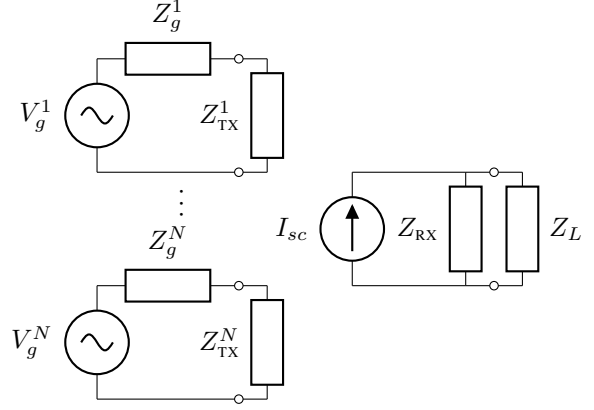 Z_g^1
V_g^1
Z_TX^1
⋮
Z_g^N
I_sc
Z_RX
Z_L
V_g^N
Z_TX^N